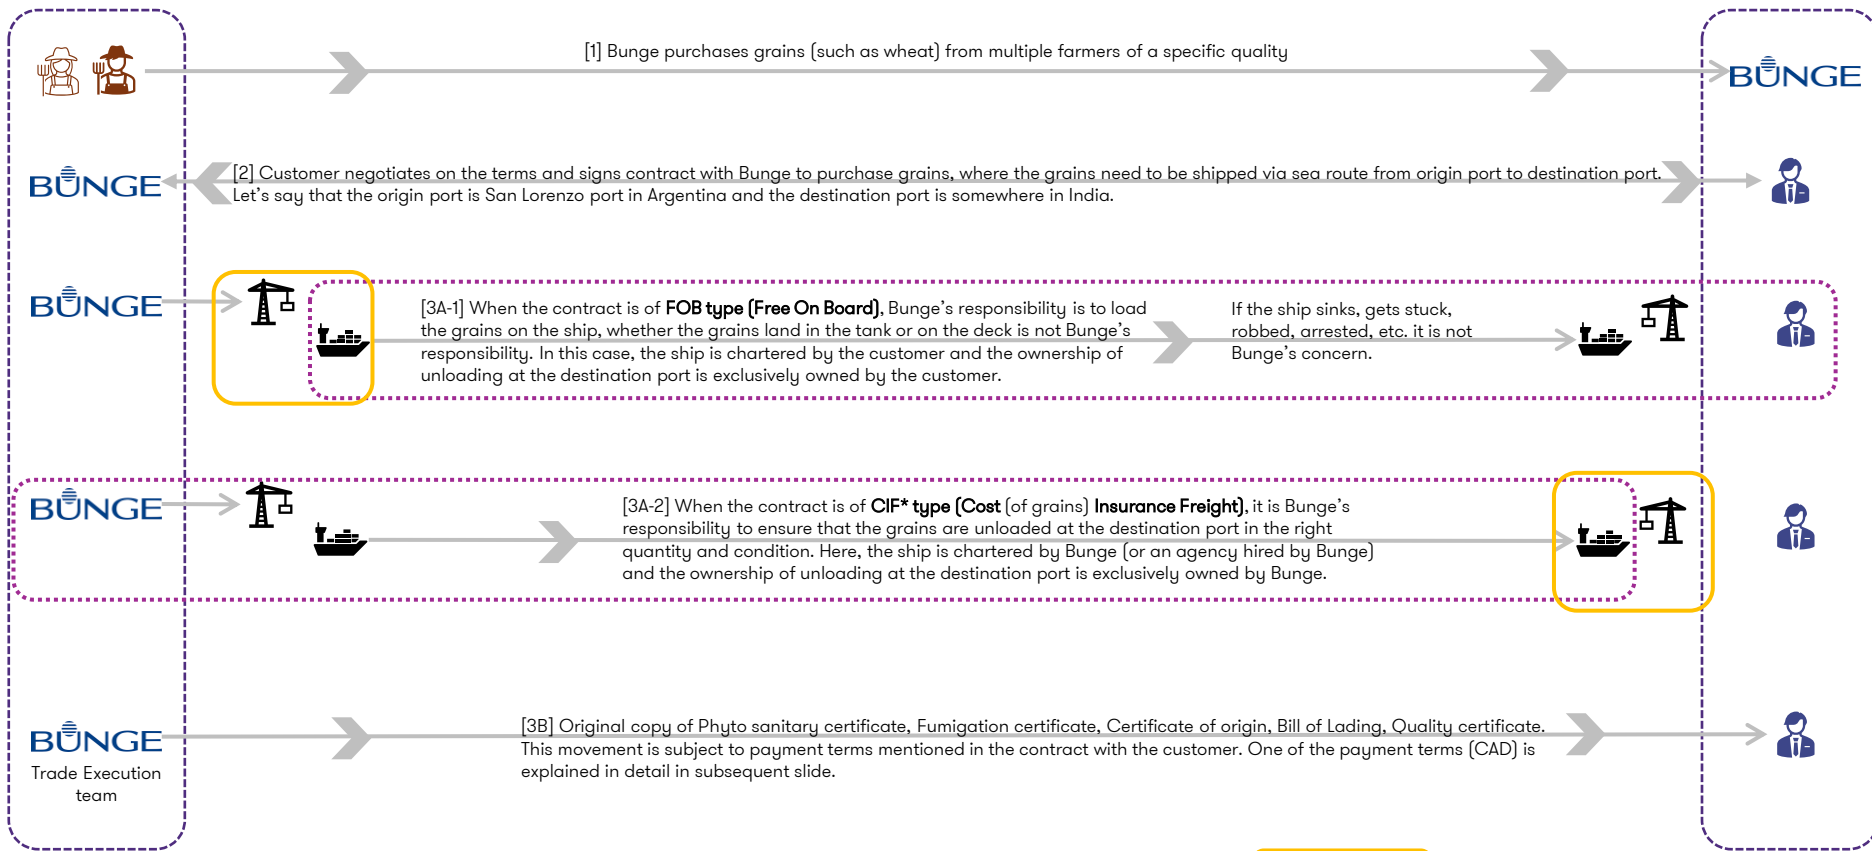 [1] Bunge purchases grains (such as wheat) from multiple farmers of a specific quality
BUNGE
BUNGE
[2] Customer negotiates on the terms and signs contract with Bunge to purchase grains, where the grains need to be shipped via sea route from origin port to destination port.
Let's say that the origin port is San Lorenzo port in Argentina and the destination port is somewhere in India.
BUNGE
[3A-1] When the contract is of FOB type (Free On Board), Bunge's responsibility is to load
the grains on the ship, whether the grains land in the tank or on the deck is not Bunge's
responsibility. In this case, the ship is chartered by the customer and the ownership of
unloading at the destination port is exclusively owned by the customer.
If the ship sinks, gets stuck,
robbed, arrested, etc. it is not
Bunge's concern.
BUNGE
[3A-2] When the contract is of CIF* type (Cost (of grains) Insurance Freight), it is Bunge's
responsibility to ensure that the grains are unloaded at the destination port in the right
quantity and condition. Here, the ship is chartered by Bunge (or an agency hired by Bunge)
and the ownership of unloading at the destination port is exclusively owned by Bunge.
BUNGE
Trade Execution
team
[3B] Original copy of Phyto sanitary certificate, Fumigation certificate, Certificate of origin, Bill of Lading, Quality certificate.
This movement is subject to payment terms mentioned in the contract with the customer. One of the payment terms (CAD) is
explained in detail in subsequent slide.